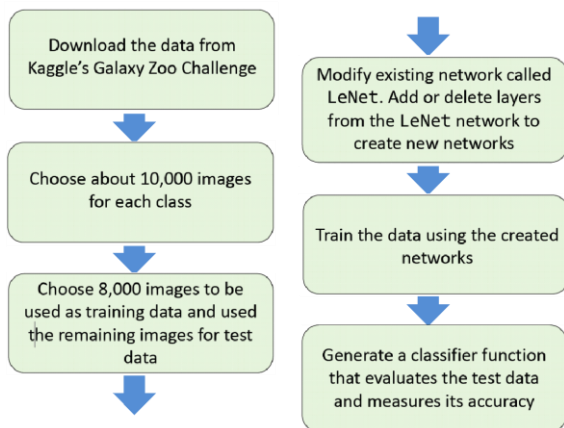 Download the data from
Kaggle's Galaxy Zoo Challenge
Choose about 10,000 images
for each class
Choose 8,000 images to be
used as training data and used
the remaining images for test
data
Modify existing network called
LeNet. Add or delete layers
from the LeNet network to
create new networks
Train the data using the created
networks
Generate a classifier function
that evaluates the test data
and measures its accuracy